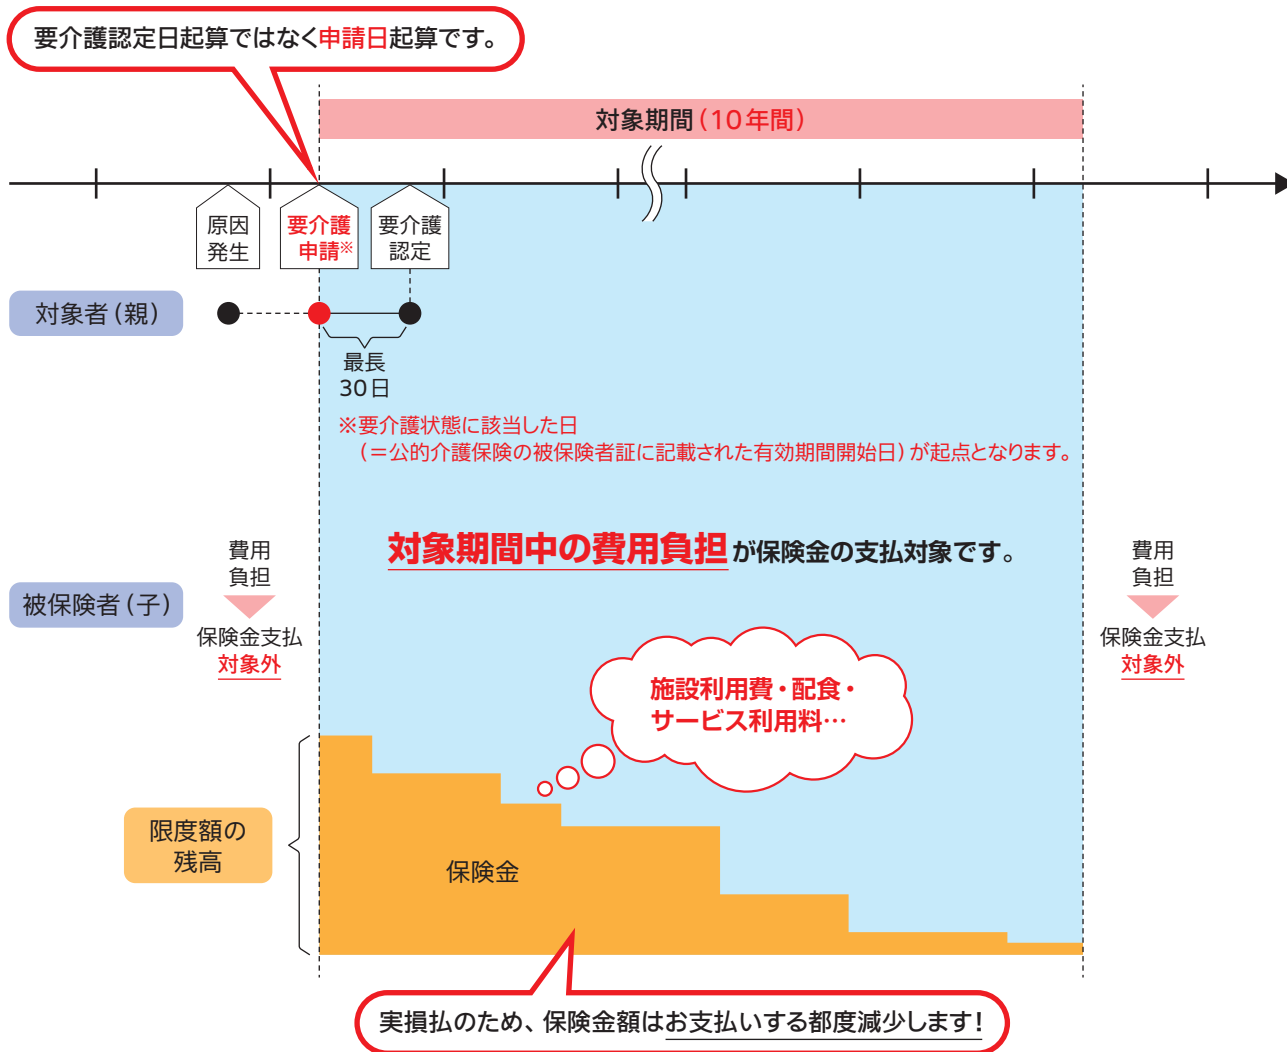 要介護認定日起算ではなく申請日起算です。
対象期間（10年間）
原因
発生
要介護
申請※
要介護
認定
対象者（親）
最長
30日
※要介護状態に該当した日
（＝公的介護保険の被保険者証に記載された有効期間開始日）が起点となります。
対象期間中の費用負担が保険金の支払対象です。
費用
負担
保険金支払
対象外
被保険者（子）
費用
負担
保険金支払
対象外
施設利用費・配食・
サービス利用料…
限度額の
残高
保険金
実損払のため、保険金額はお支払いする都度減少します！